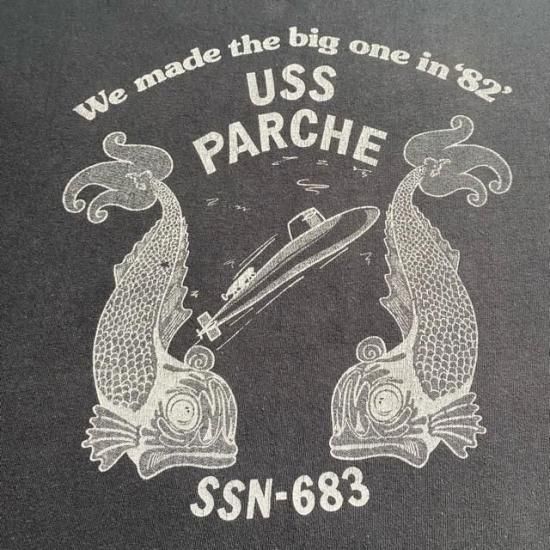 We made the big one in '82'
USS
PARCHE
SSN-683